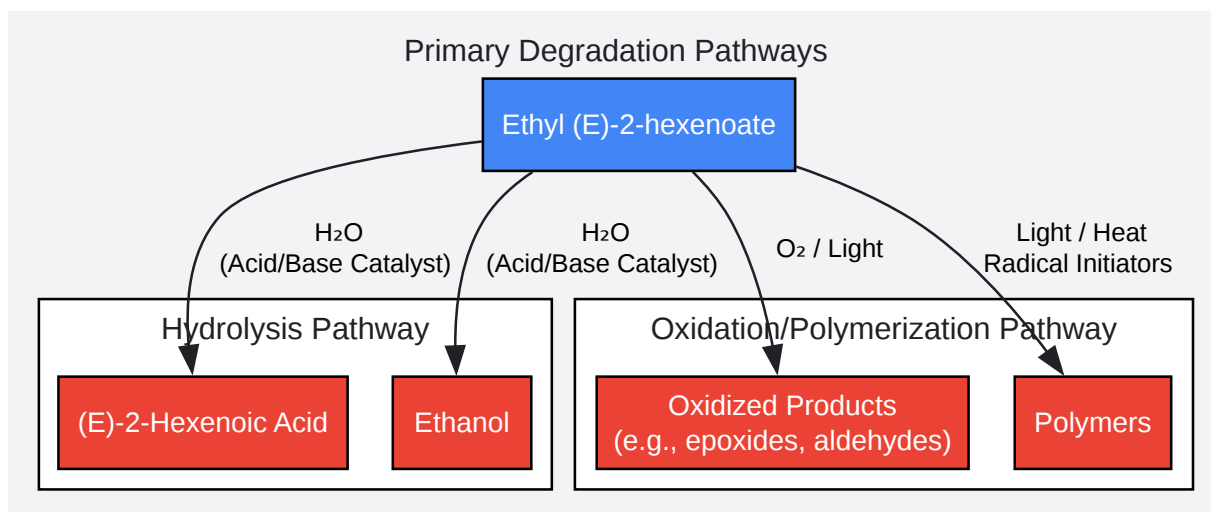 Primary Degradation Pathways
Ethyl (E)-2-hexenoate
H₂O
(Acid/Base Catalyst)
H₂O
(Acid/Base Catalyst)
O₂ / Light
Light / Heat
Radical Initiators
Hydrolysis Pathway
(E)-2-Hexenoic Acid
Ethanol
Oxidation/Polymerization Pathway
Oxidized Products
(e.g., epoxides, aldehydes)
Polymers